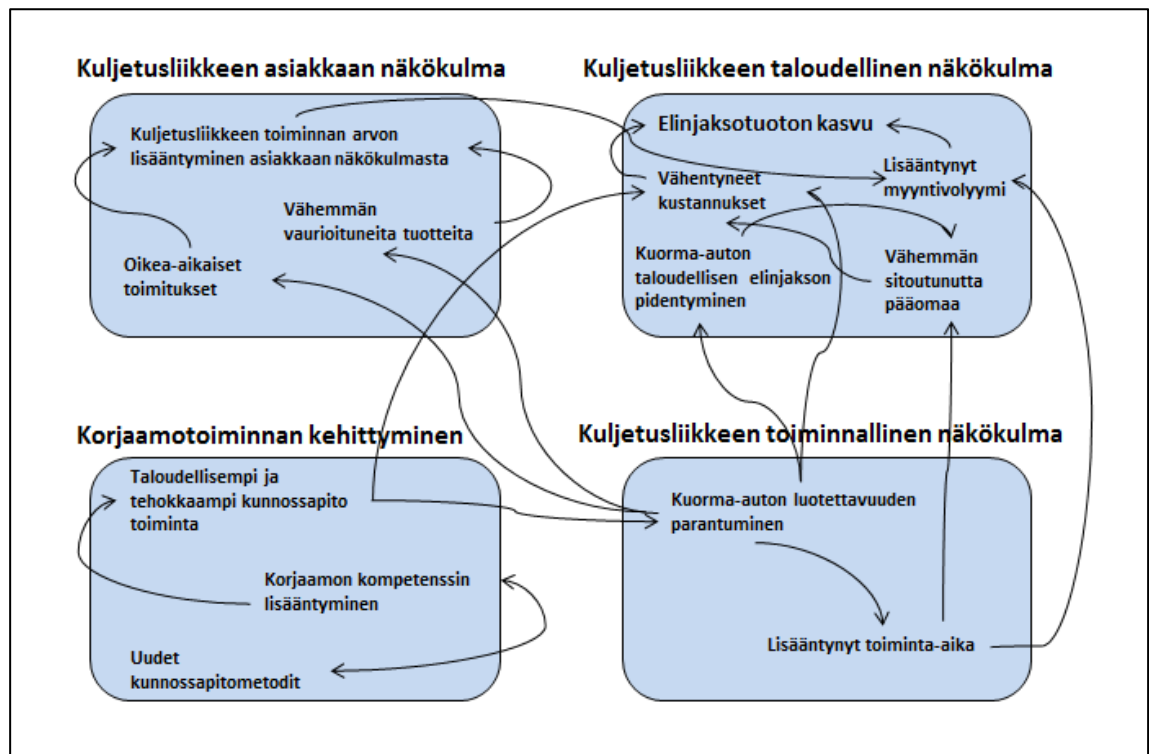 Kuljetusliikkeen asiakkaan näkökulma
Kuljetusliikkeen toiminnan arvon
lisääntyminen asiakkaan näkökulmasta
Vähemmän
vaurioituneita tuotteita
Oikea-aikaiset
toimitukset
Kuljetusliikkeen taloudellinen näkökulma
Elinjaksotuoton kasvu
Lisääntynyt
myyntivolyymi
Vähentyneet
kustannukset
Kuorma-auton
taloudellisen elinjakson
pidentyminen
Vähemmän
sitoutunutta
pääomaa
Korjaamotoiminnan kehittyminen
Taloudellisempi ja
tehokkaampi kunnossapito
toiminta
Korjaamon kompetenssin
lisääntyminen
Uudet
kunnossapitometodit
Kuljetusliikkeen toiminnallinen näkökulma
Kuorma-auton luotettavuuden
parantuminen
Lisääntynyt toiminta-aika